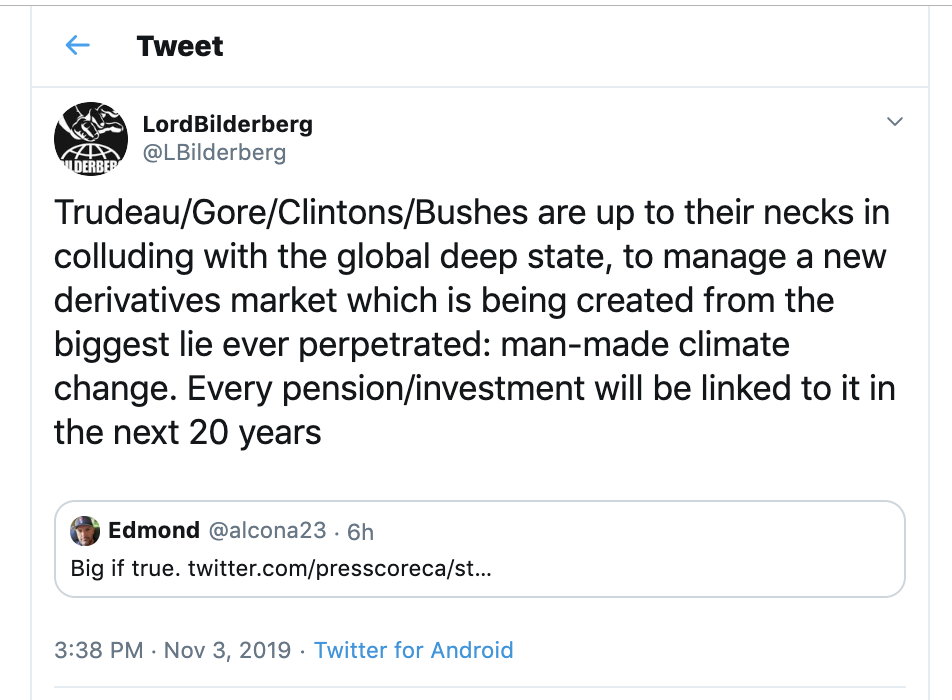 Tweet
LordBilderberg
@LBilderberg
Trudeau/Gore/Clintons/Bushes are up to their necks in
colluding with the global deep state, to manage a new
derivatives market which is being created from the
biggest lie ever perpetrated: man-made climate
change. Every pension/investment will be linked to it in
the next 20 years
Edmond @alcona23 · 6h
Big if true. twitter.com/presscoreca/st...
3:38 PM · Nov 3, 2019 · Twitter for Android